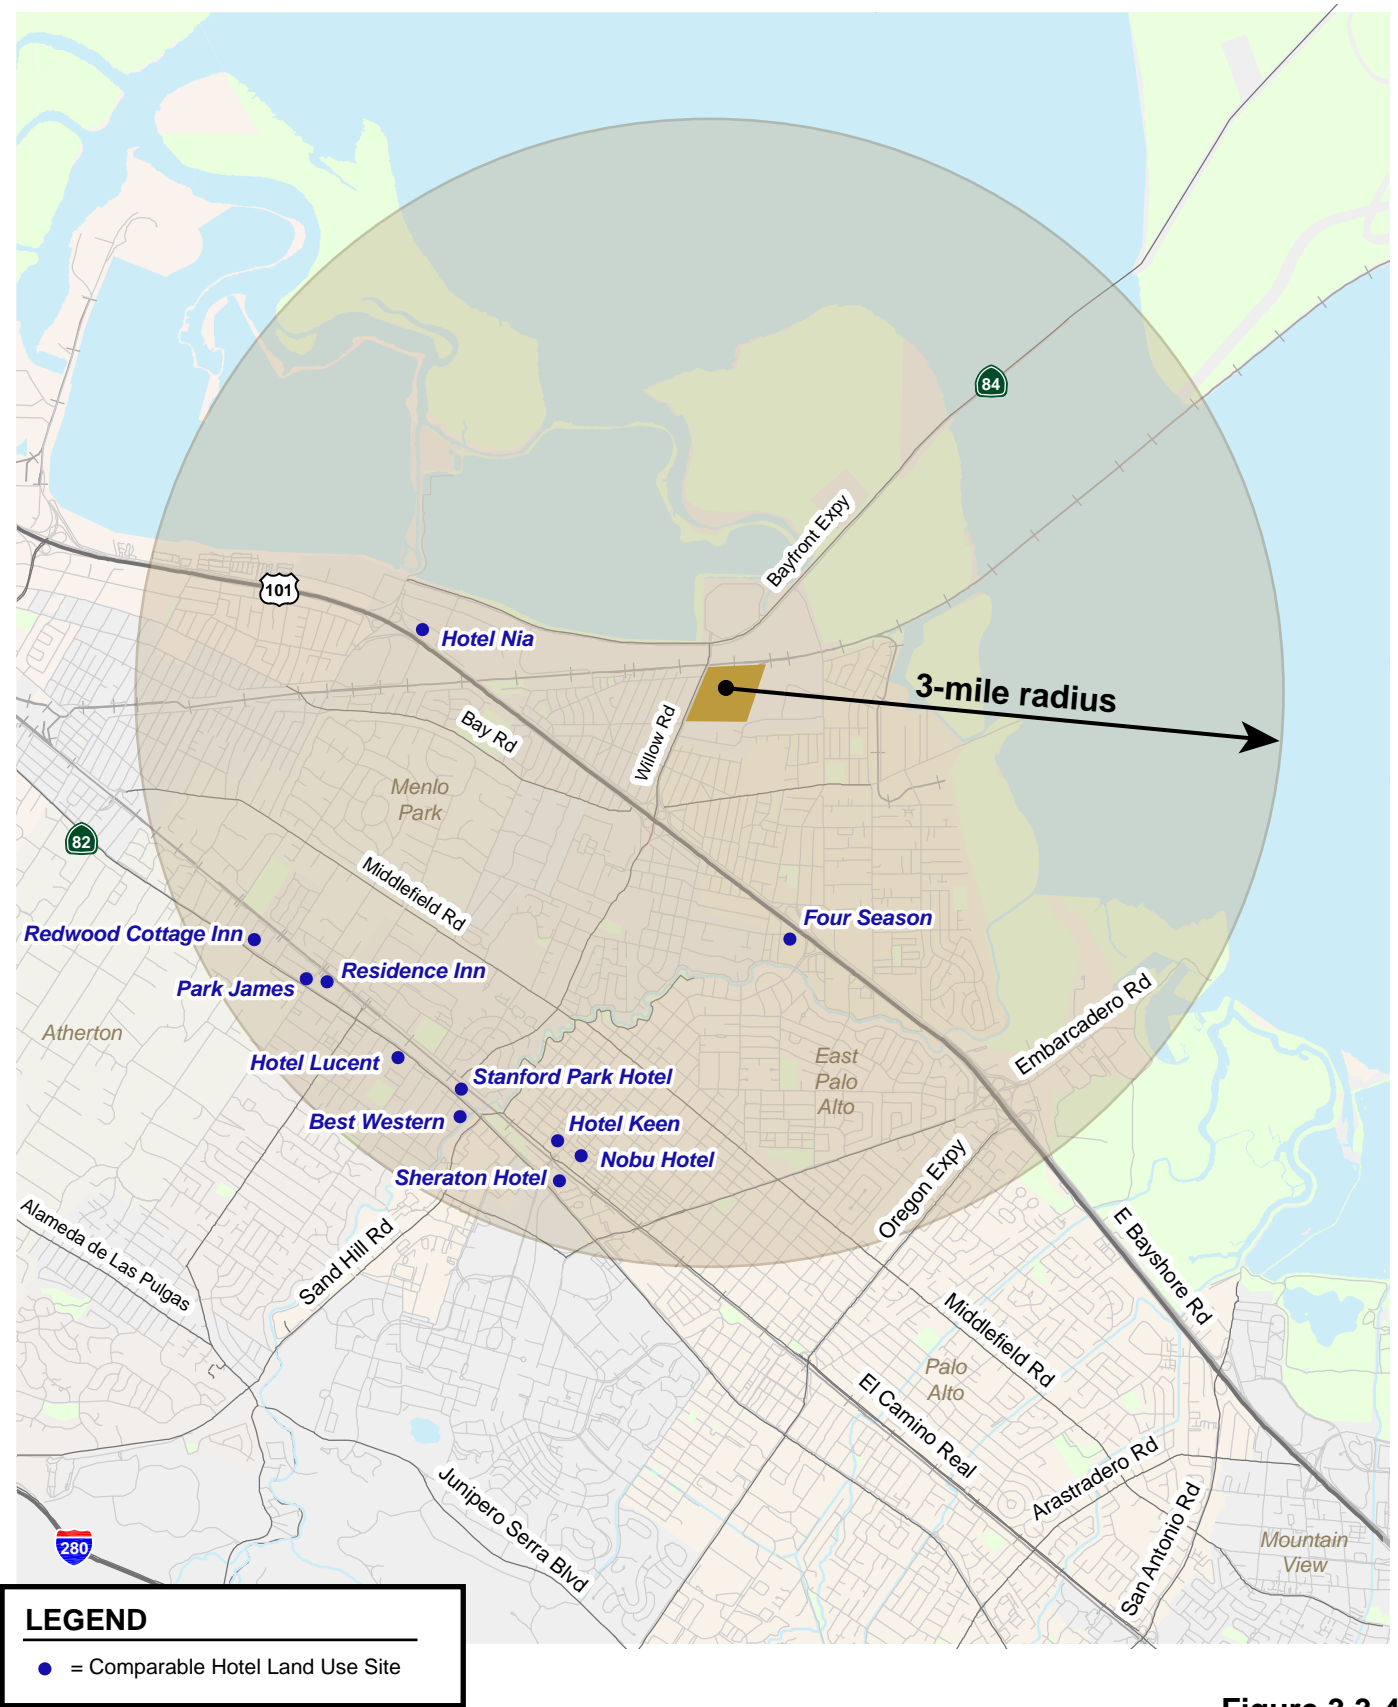 84
Bayfront Expy
101
Hotel Nia
3-mile radius
Willow Rd
Bay Rd
Menlo
Park
82
Middlefield Rd
Four Season
Redwood Cottage Inn
Residence Inn
Park James
Embarcadero Rd
Atherton
East
Palo
Alto
Hotel Lucent
Stanford Park Hotel
Best Western
Hotel Keen
Nobu Hotel
Sheraton Hotel
Oregon Expy
Alameda de Las Pulgas
Sand Hill Rd
E Bayshore Rd
Middlefield Rd
Palo
Alto
El Camino Real
Arastradero Rd
Junipero Serra Blvd
San Antonio Rd
Mountain
View
280
LEGEND
= Comparable Hotel Land Use Site